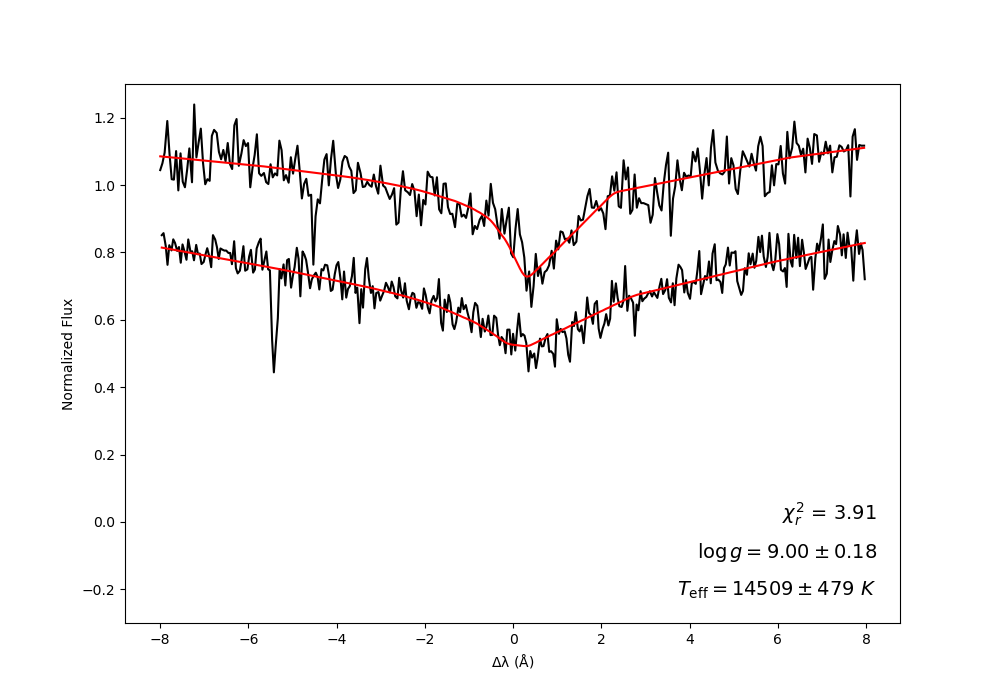 1.2
1.0
0.8
0.6
0.4
0.2
0.0
−0.2
Normalized Flux
χ²ᵣ = 3.91
log g = 9.00 ± 0.18
T_eff = 14509 ± 479 K
−8 −6 −4 −2 0 2 4 6 8
Δλ (Å)